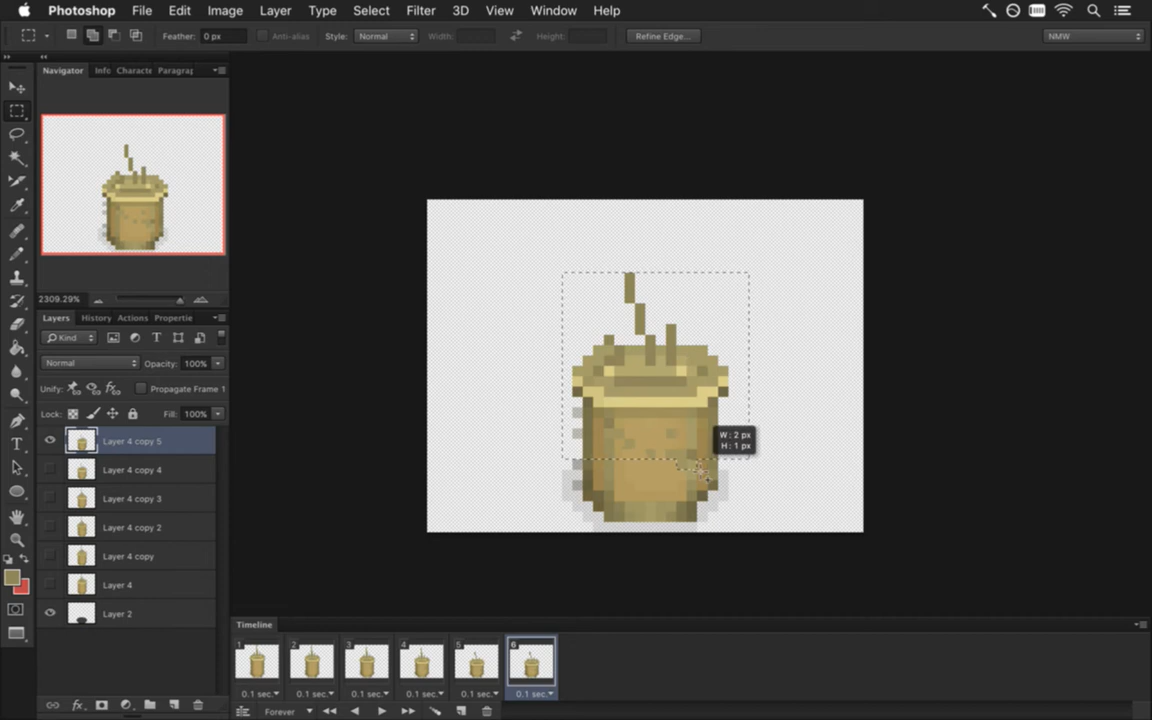 Photoshop File Edit Image Layer Type Select Filter 3D View Window Help
Feather: 0 px Anti-alias Style: Normal Width: Height: Refine Edge... NMW
Navigator Info Characte Paragrap
2309.29%
Layers History Actions Propertie
Kind
Normal Opacity: 100%
Unify: Propagate Frame 1
Lock: Fill: 100%
Layer 4 copy 5
Layer 4 copy 4
Layer 4 copy 3
Layer 4 copy 2
Layer 4 copy
Layer 4
Layer 2
W: 2 px
H: 1 px
Timeline
1 2 3 4 5 6
0.1 sec. 0.1 sec. 0.1 sec. 0.1 sec. 0.1 sec. 0.1 sec.
Forever